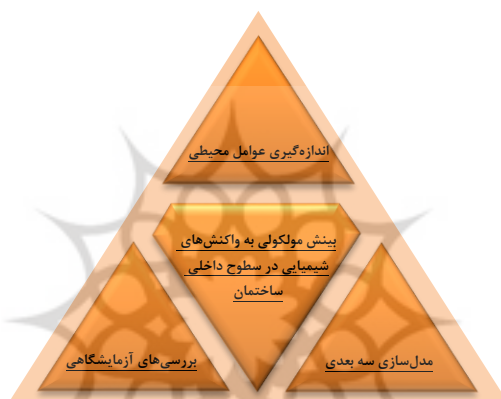 اندازه‌گیری عوامل محیطی
بینش مولکولی به واکنش‌های
شیمیایی در سطوح داخلی
ساختمان
بررسی‌های آزمایشگاهی
مدل‌سازی سه بعدی